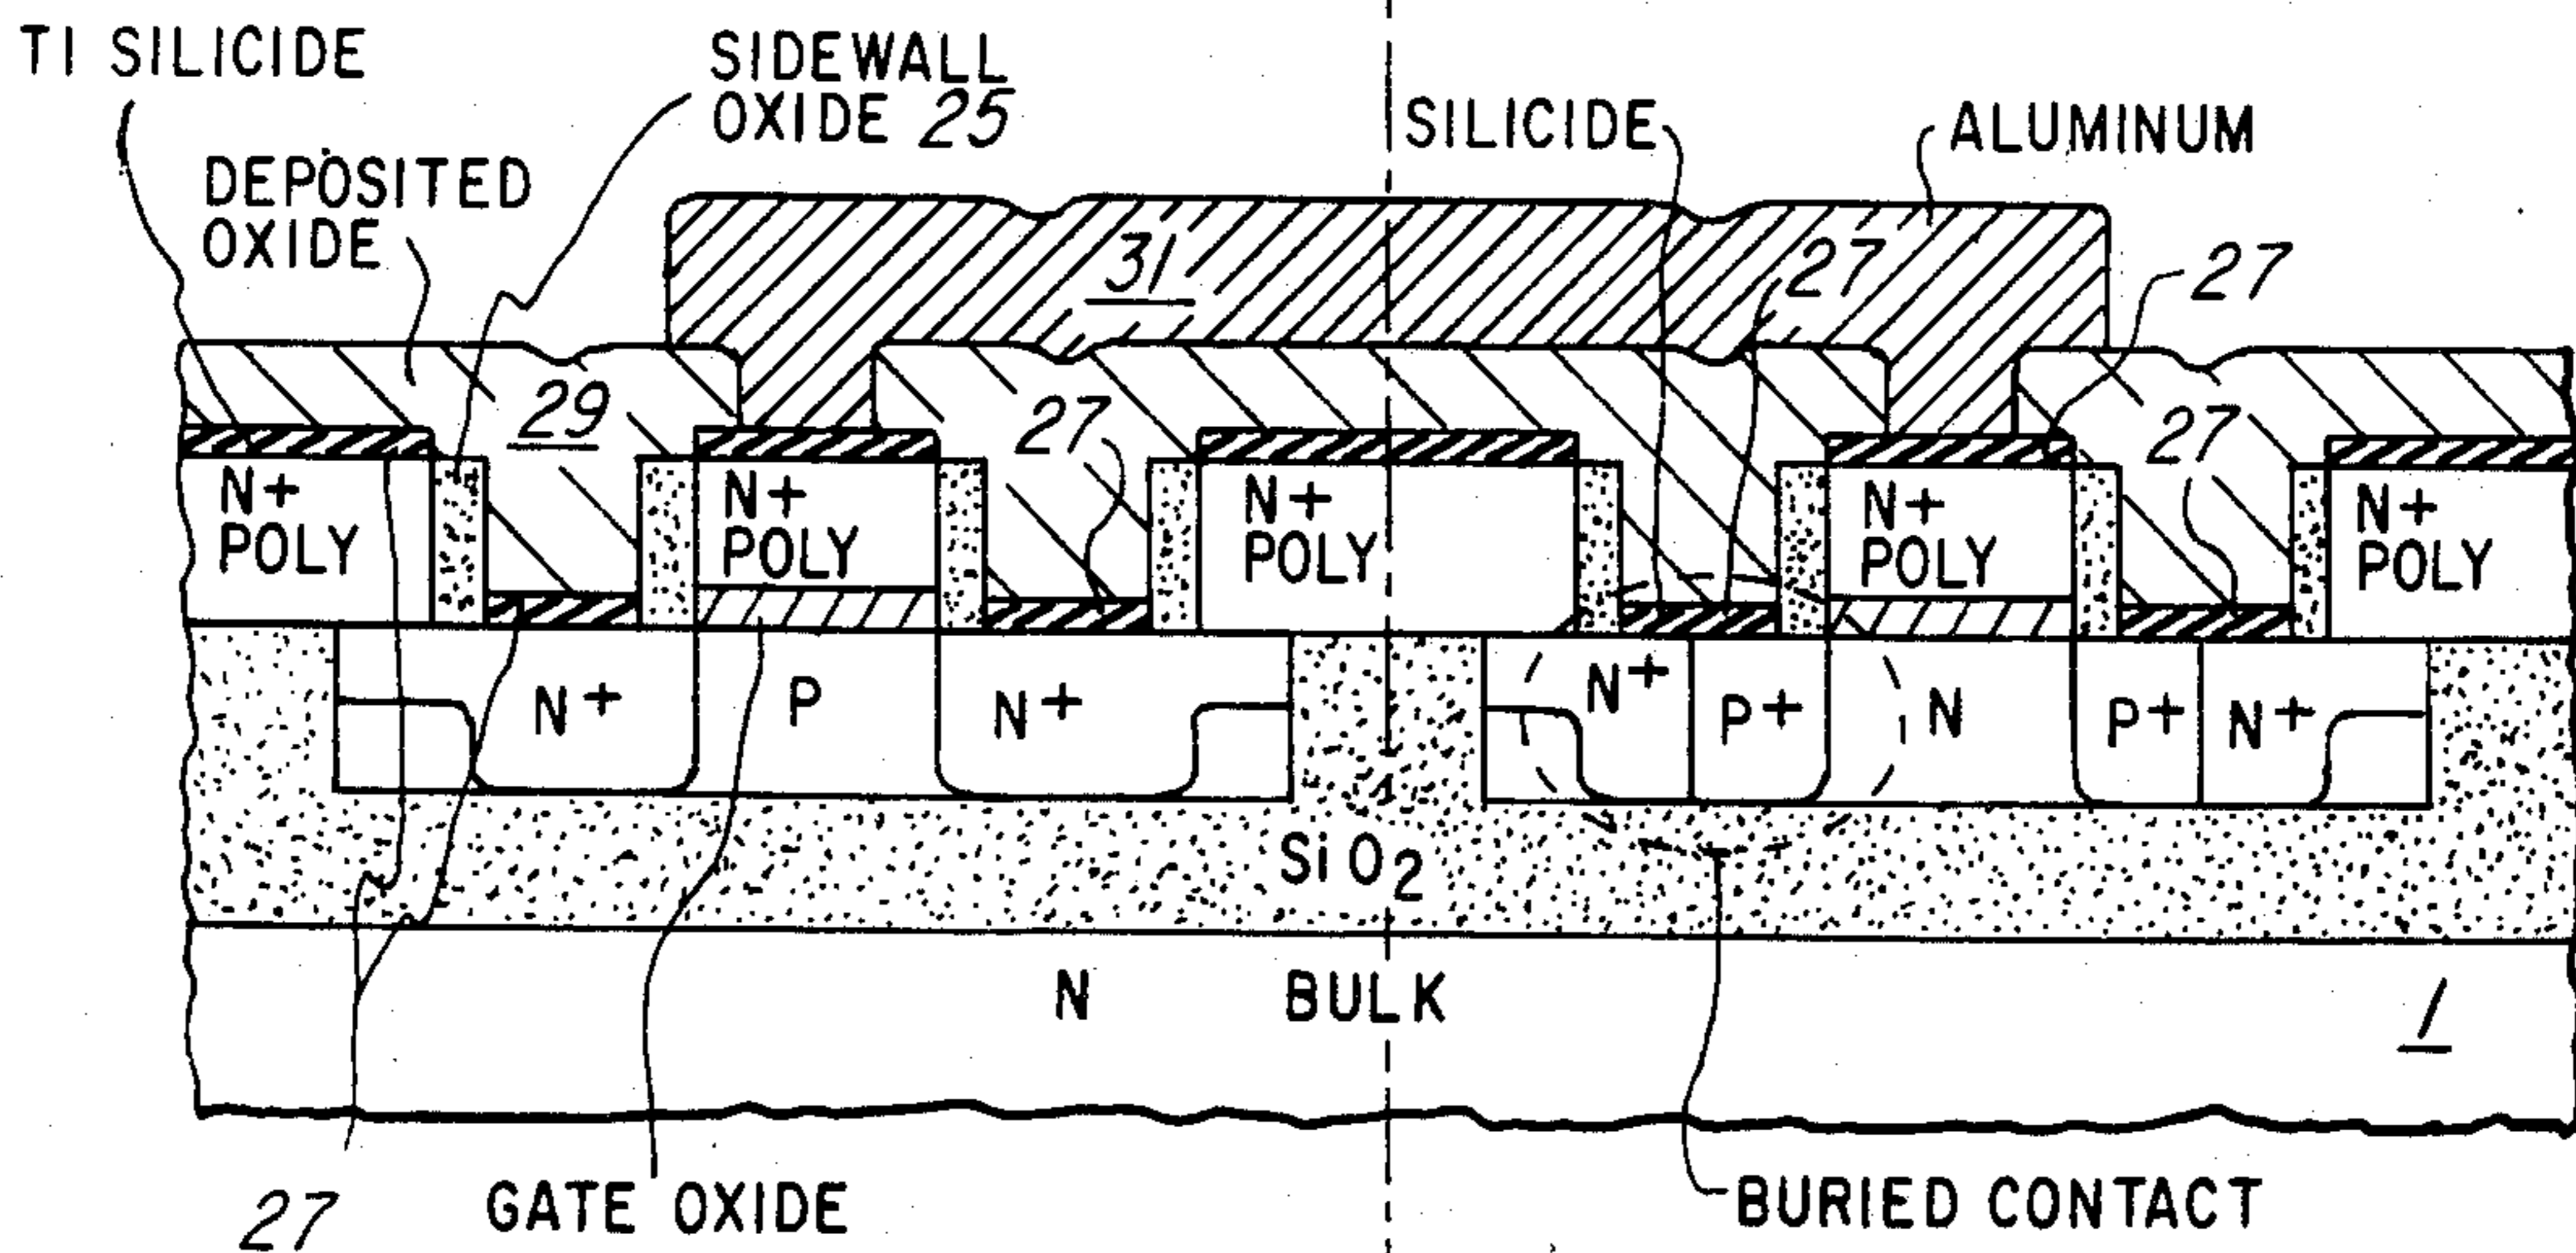 TI SILICIDE
SIDEWALL
OXIDE 25
SILICIDE
ALUMINUM
DEPOSITED
OXIDE
31
27
27
29
27
27
N+
POLY
N+
POLY
N+
POLY
N+
POLY
N+
POLY
N+
P
N+
N+
P+
N
P+
N+
SiO2
N BULK
1
27
GATE OXIDE
BURIED CONTACT